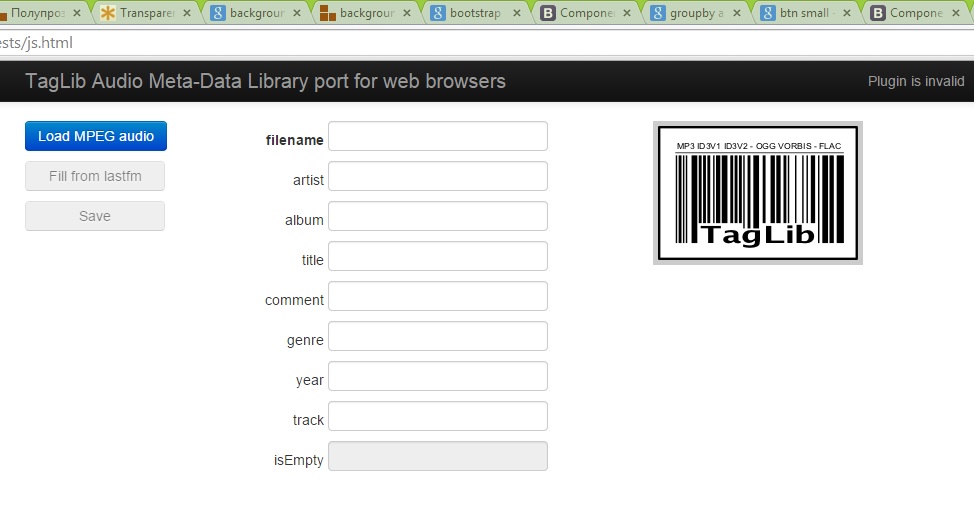 Полупроз
Transparen
backgroun
backgroun
bootstrap
Componen
groupby a
btn small -
Componen
ests/js.html
TagLib Audio Meta-Data Library port for web browsers
Plugin is invalid
Load MPEG audio
Fill from lastfm
Save
filename
artist
album
title
comment
genre
year
track
isEmpty
MP3 ID3V1 ID3V2 - OGG VORBIS - FLAC
TagLib